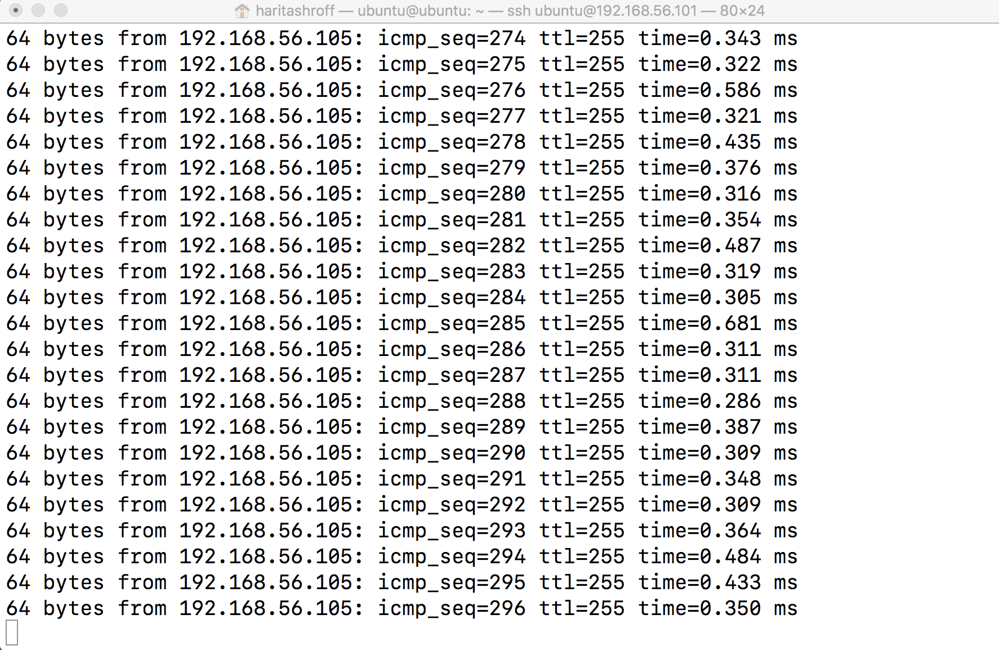 haritashroff — ubuntu@ubuntu: ~ — ssh ubuntu@192.168.56.101 — 80×24
64 bytes from 192.168.56.105: icmp_seq=274 ttl=255 time=0.343 ms
64 bytes from 192.168.56.105: icmp_seq=275 ttl=255 time=0.322 ms
64 bytes from 192.168.56.105: icmp_seq=276 ttl=255 time=0.586 ms
64 bytes from 192.168.56.105: icmp_seq=277 ttl=255 time=0.321 ms
64 bytes from 192.168.56.105: icmp_seq=278 ttl=255 time=0.435 ms
64 bytes from 192.168.56.105: icmp_seq=279 ttl=255 time=0.376 ms
64 bytes from 192.168.56.105: icmp_seq=280 ttl=255 time=0.316 ms
64 bytes from 192.168.56.105: icmp_seq=281 ttl=255 time=0.354 ms
64 bytes from 192.168.56.105: icmp_seq=282 ttl=255 time=0.487 ms
64 bytes from 192.168.56.105: icmp_seq=283 ttl=255 time=0.319 ms
64 bytes from 192.168.56.105: icmp_seq=284 ttl=255 time=0.305 ms
64 bytes from 192.168.56.105: icmp_seq=285 ttl=255 time=0.681 ms
64 bytes from 192.168.56.105: icmp_seq=286 ttl=255 time=0.311 ms
64 bytes from 192.168.56.105: icmp_seq=287 ttl=255 time=0.311 ms
64 bytes from 192.168.56.105: icmp_seq=288 ttl=255 time=0.286 ms
64 bytes from 192.168.56.105: icmp_seq=289 ttl=255 time=0.387 ms
64 bytes from 192.168.56.105: icmp_seq=290 ttl=255 time=0.309 ms
64 bytes from 192.168.56.105: icmp_seq=291 ttl=255 time=0.348 ms
64 bytes from 192.168.56.105: icmp_seq=292 ttl=255 time=0.309 ms
64 bytes from 192.168.56.105: icmp_seq=293 ttl=255 time=0.364 ms
64 bytes from 192.168.56.105: icmp_seq=294 ttl=255 time=0.484 ms
64 bytes from 192.168.56.105: icmp_seq=295 ttl=255 time=0.433 ms
64 bytes from 192.168.56.105: icmp_seq=296 ttl=255 time=0.350 ms